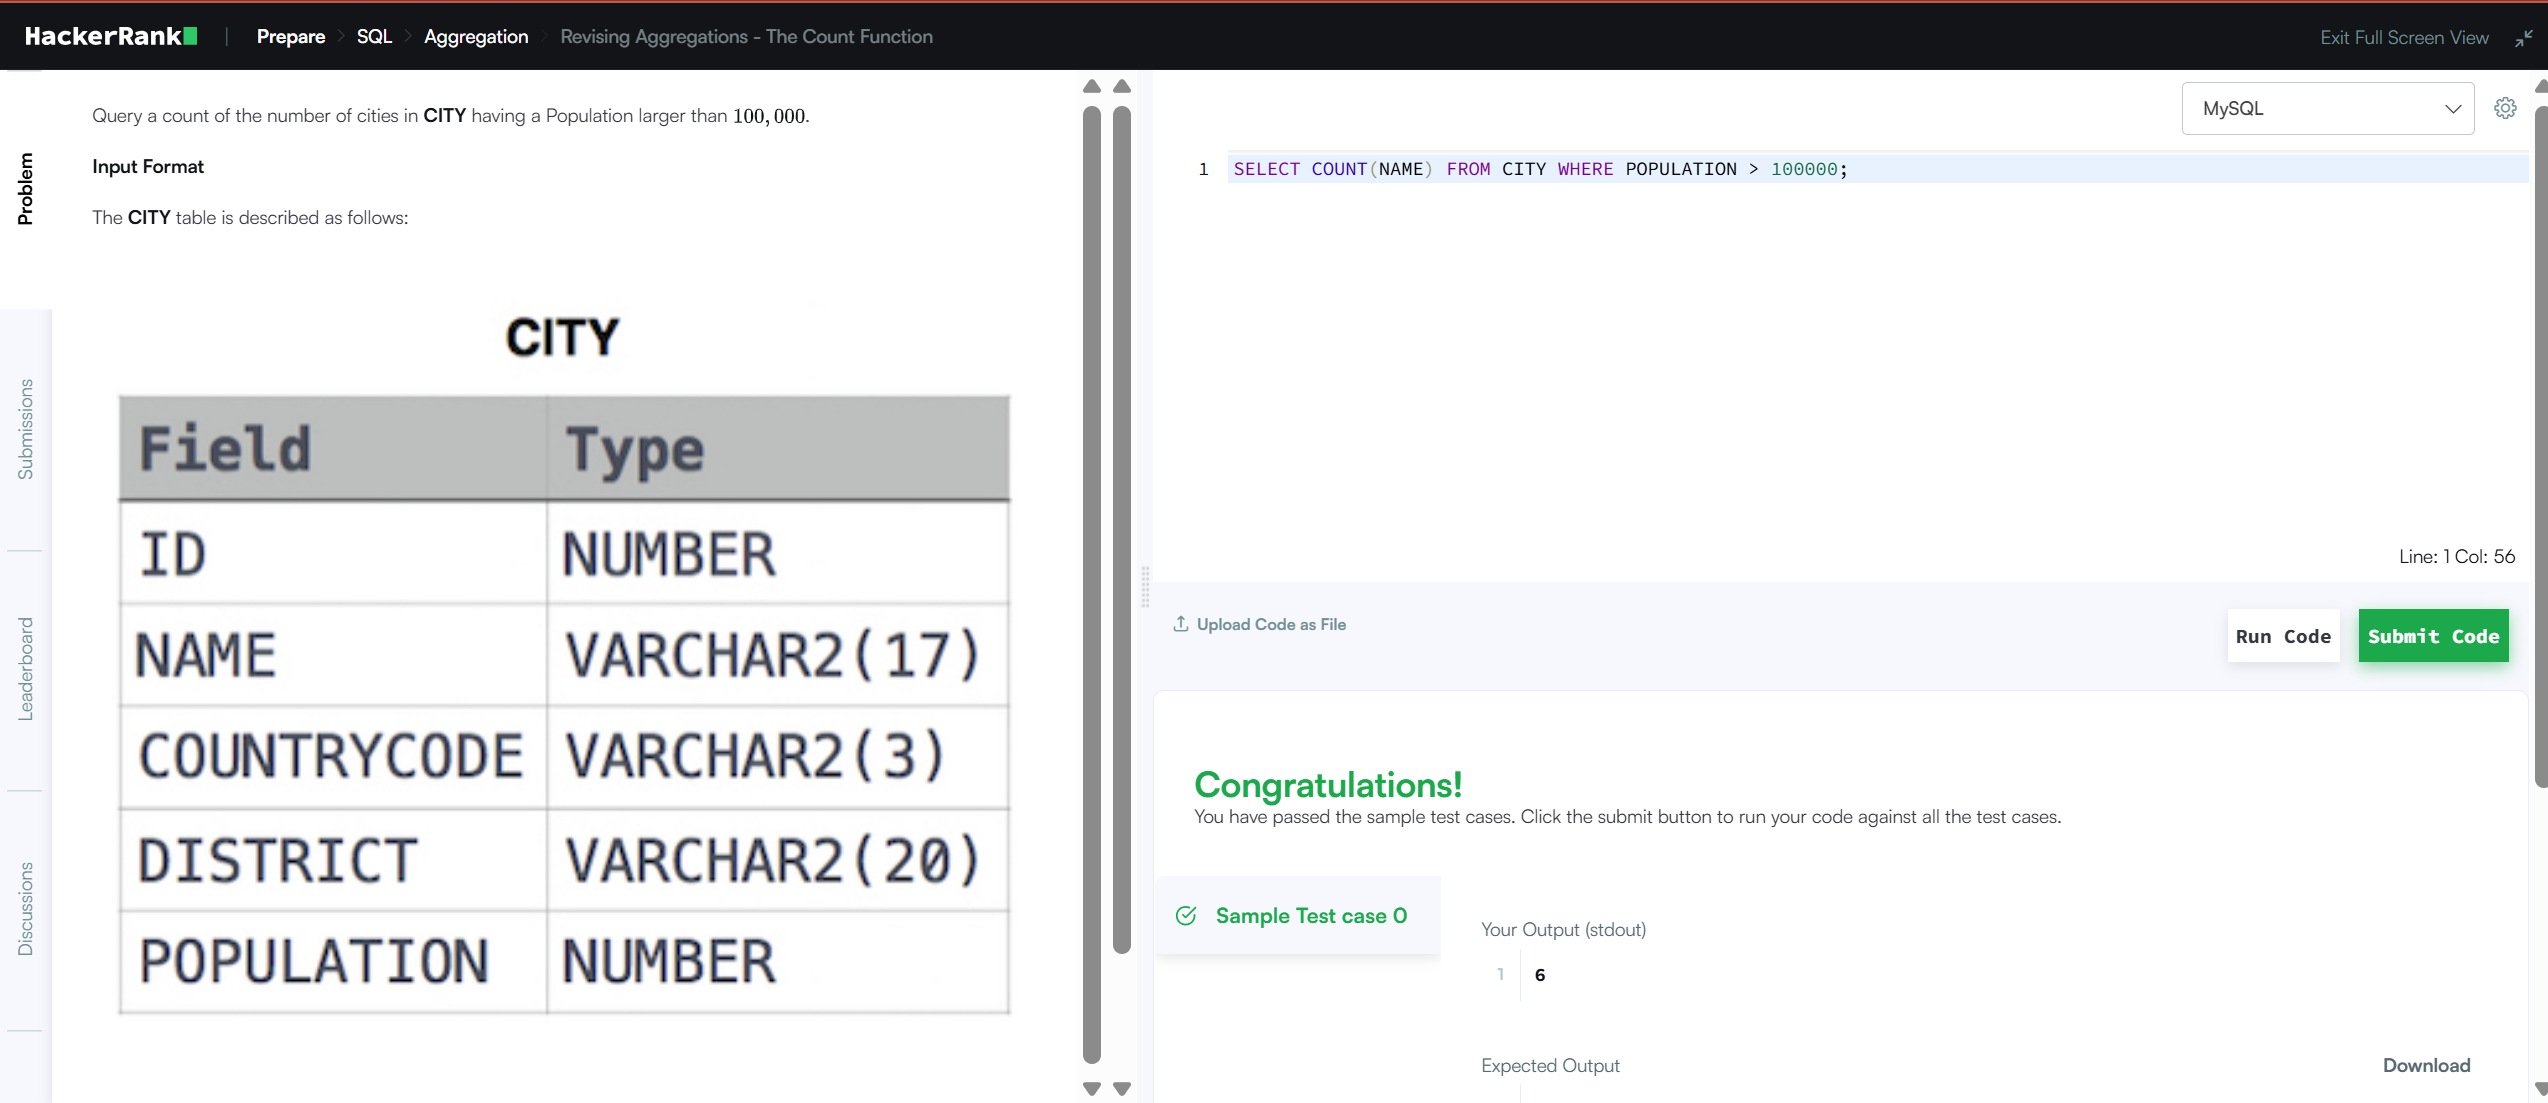 HackerRank | Prepare > SQL > Aggregation > Revising Aggregations - The Count Function
Exit Full Screen View
Problem
Submissions
Leaderboard
Discussions
Query a count of the number of cities in CITY having a Population larger than 100,000.
Input Format
The CITY table is described as follows:
CITY
Field Type
ID NUMBER
NAME VARCHAR2(17)
COUNTRYCODE VARCHAR2(3)
DISTRICT VARCHAR2(20)
POPULATION NUMBER
MySQL
1 SELECT COUNT(NAME) FROM CITY WHERE POPULATION > 100000;
Line: 1 Col: 56
Upload Code as File
Run Code
Submit Code
Congratulations!
You have passed the sample test cases. Click the submit button to run your code against all the test cases.
Sample Test case 0
Your Output (stdout)
1 6
Expected Output
Download